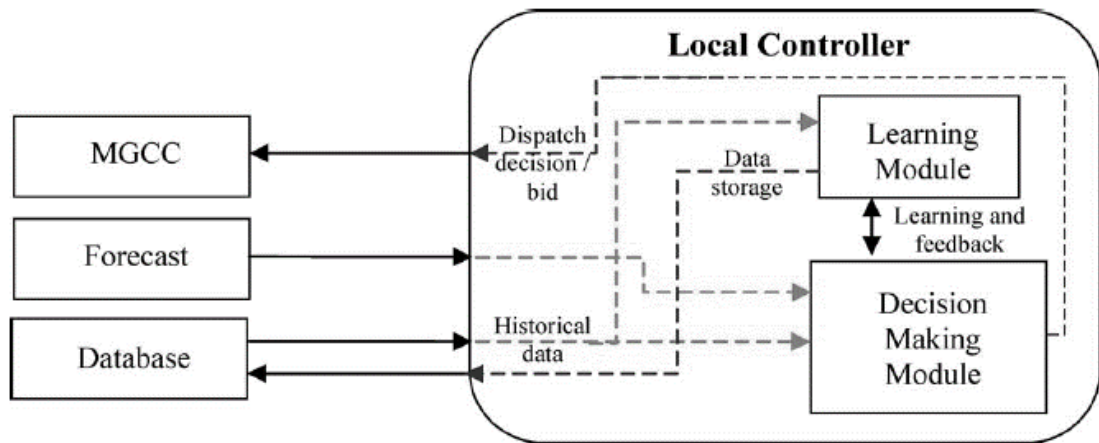 Local Controller
MGCC
Forecast
Database
Dispatch
decision /
bid
Data
storage
Historical
data
Learning
Module
Learning and
feedback
Decision
Making
Module